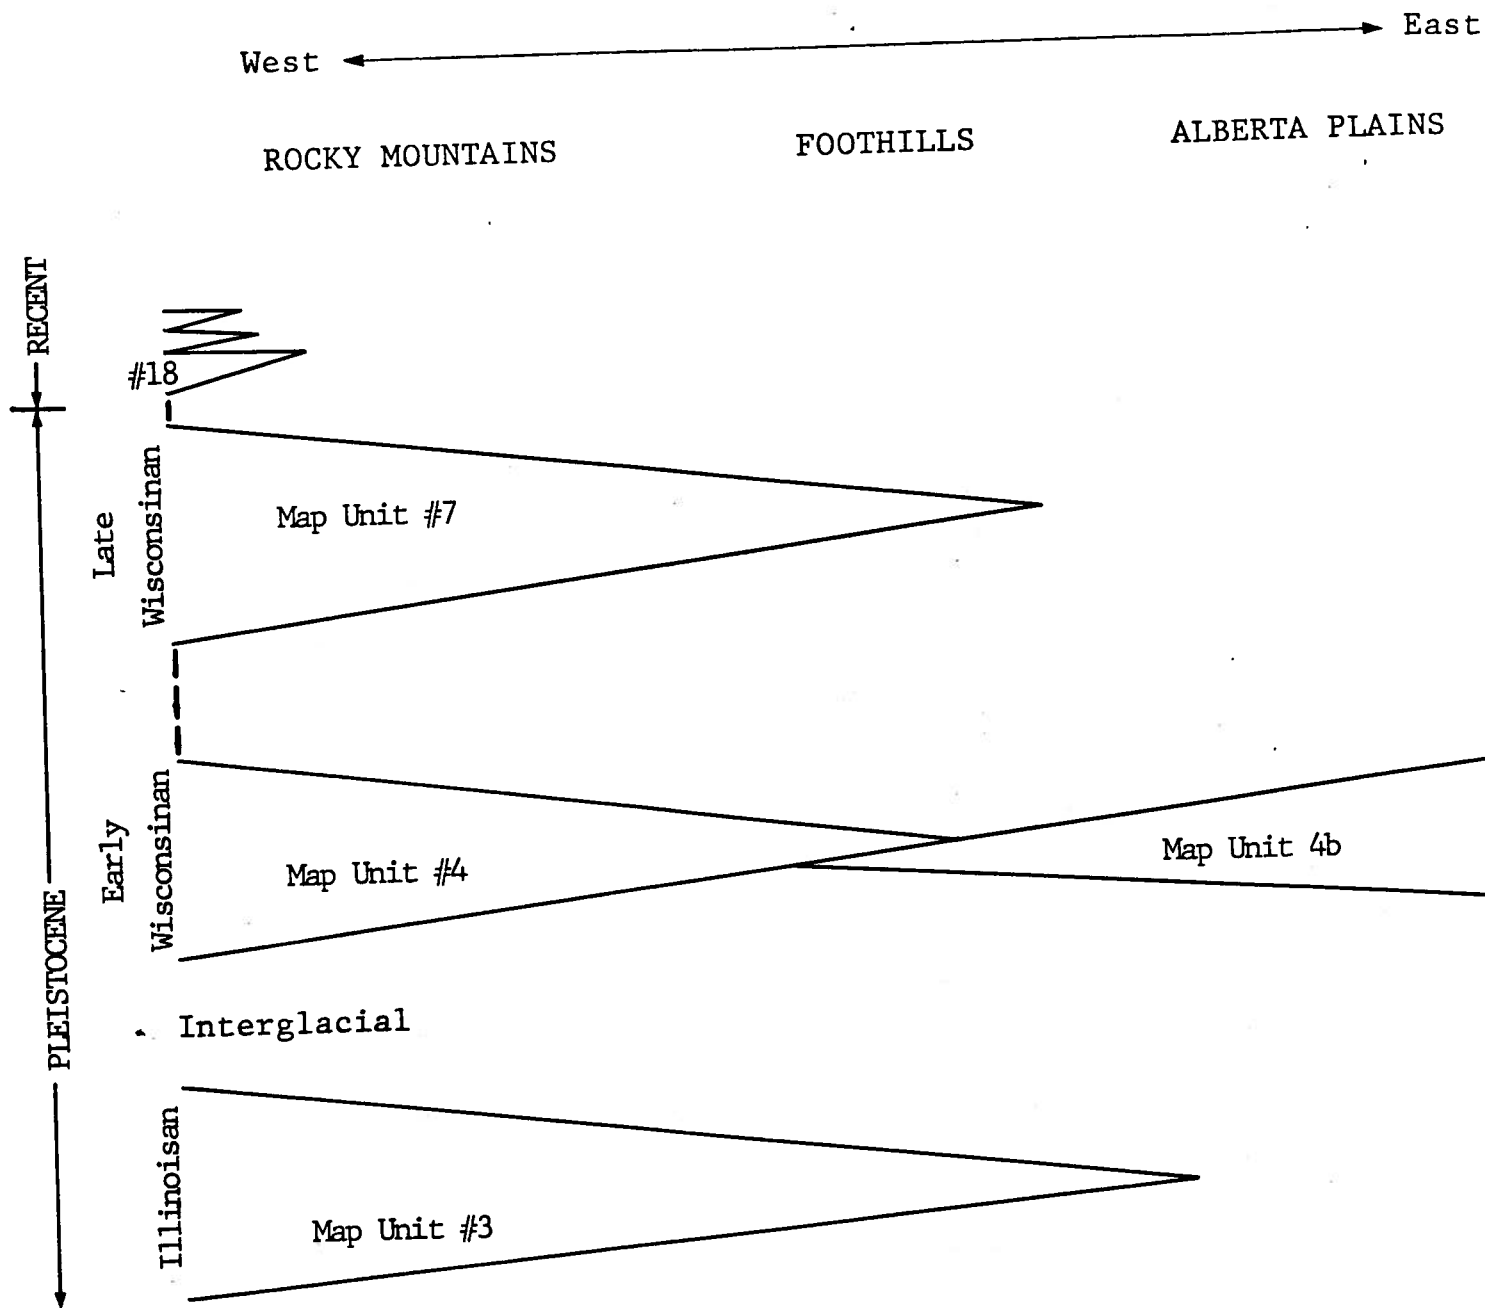 West
East
ROCKY MOUNTAINS
FOOTHILLS
ALBERTA PLAINS
RECENT
#18
Late
Wisconsinan
Map Unit #7
Early
Wisconsinan
Map Unit #4
Map Unit 4b
PLEISTOCENE
Interglacial
Illinoisan
Map Unit #3